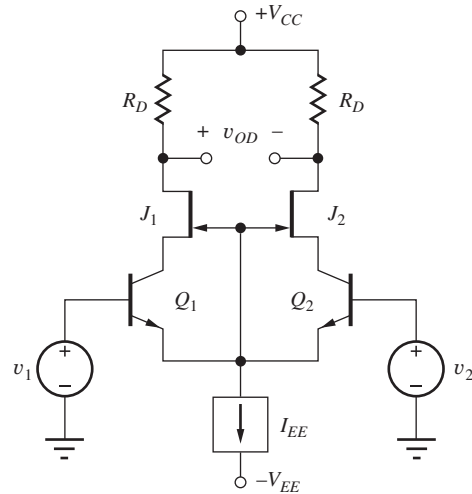 +V_CC
R_D R_D
+ v_OD −
J_1 J_2
Q_1 Q_2
v_1 + − + − v_2
I_EE
−V_EE